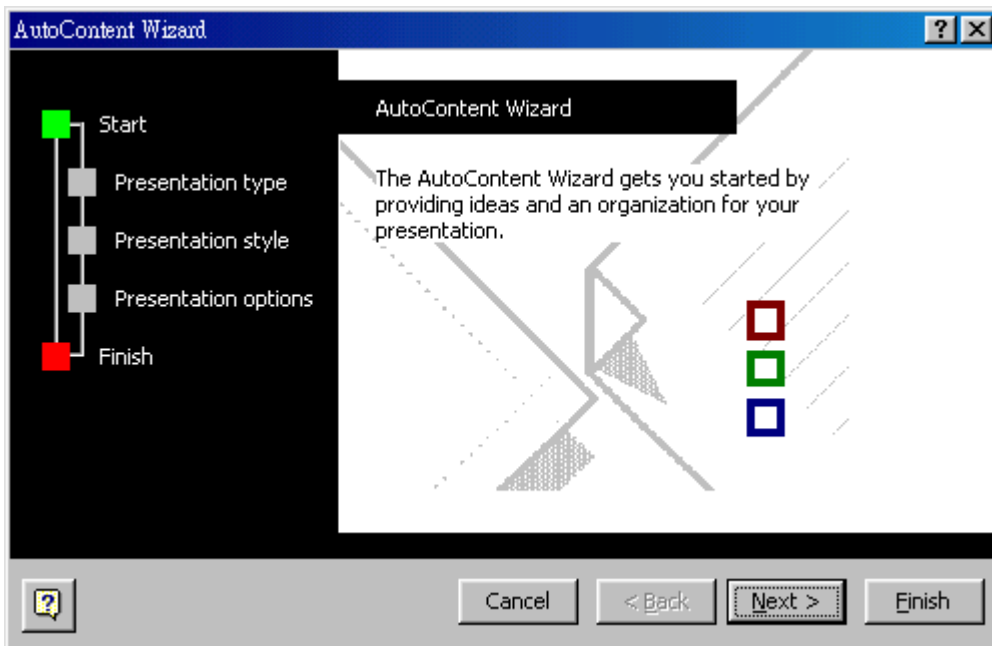 AutoContent Wizard
Start
Presentation type
Presentation style
Presentation options
Finish
AutoContent Wizard
The AutoContent Wizard gets you started by
providing ideas and an organization for your
presentation.
Cancel
< Back
Next >
Finish